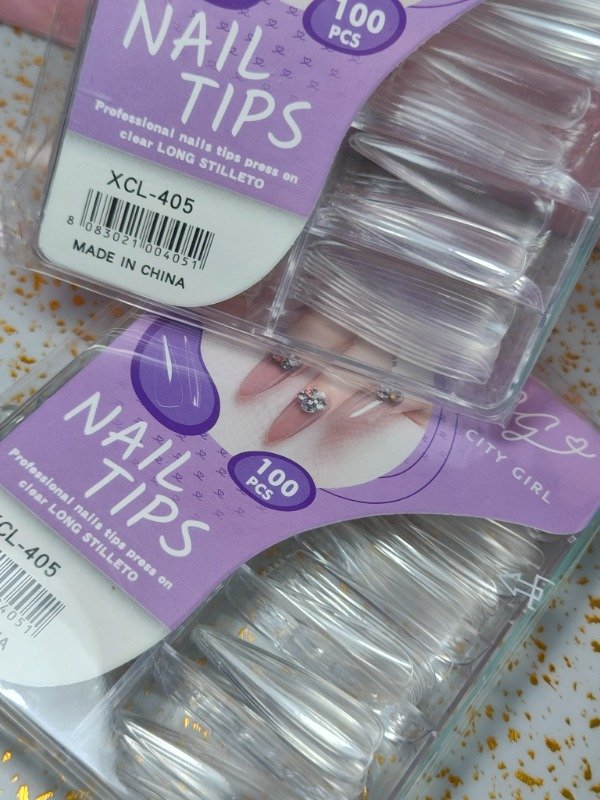 100
PCS
NAIL
TIPS
Professional nails tips press on
clear LONG STILLETO
XCL-405
8 083021 004051
MADE IN CHINA
CITY GIRL
NAIL
TIPS
100
PCS
Professional nails tips press on
clear LONG STILLETO
CL-405
4051